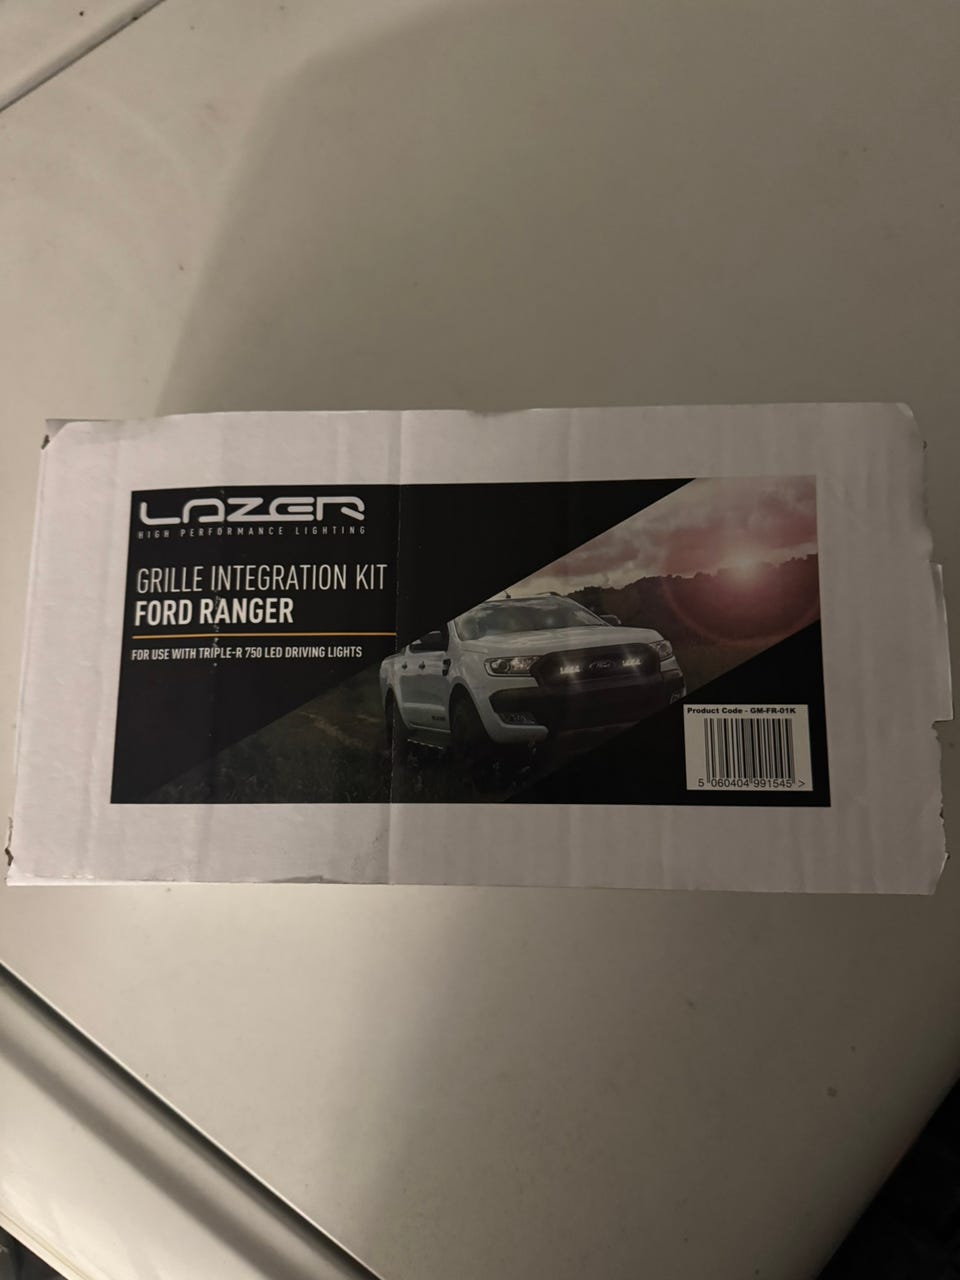 LAZER
HIGH PERFORMANCE LIGHTING
GRILLE INTEGRATION KIT
FORD RANGER
FOR USE WITH TRIPLE-R 750 LED DRIVING LIGHTS
Ford
Product Code - GM-FR-01K
5 060404 991545 >